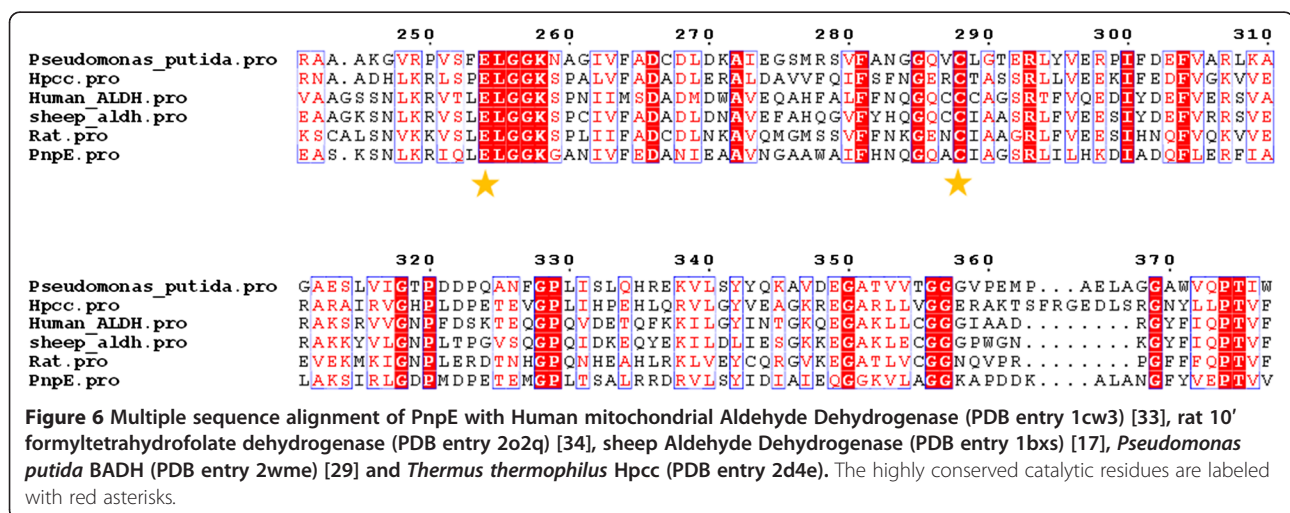 250 260 270 280 290 300 310
Pseudomonas_putida.pro RAA.AKGVRPVSFELGGKNAGIVFADCDLDKAIEGSMRSVFANGGQVCLGTERLYVERPIFDEFVARLKA
Hpcc.pro RNA.ADHLKRLSPELGGKSPALVFADADLERALDAVVFQIFSFNGERCTASSRLLVEEKIFEDFVGKVVE
Human_ALDH.pro VAAGSSNLKRVTLELGGKSPNIIMSDADMDWAVEQAHFALFFNQGQCCCAGSRTFVQEDIYDEFVERSVA
sheep_aldh.pro EAAGKSNLKRVSLELGGKSPCIVFADADLDNAVEFAHQGVFYHQGQCCIAASRLFVEESIYDEFVRRSVE
Rat.pro KSCALSNVKKVSLELGGKSPLIIFADCDLNKAVQMGMSSVFFNKGENCIAAGRLFVEESIHNQFVQKVVE
PnpE.pro EAS.KSNLKRIQLELGGKGANIVFEDANIEAAVNGAAWAIFHNQGQACIAGSRLILHKDIADQFLERFIA
320 330 340 350 360 370
Pseudomonas_putida.pro GAESLVIGTPDDPQANFGPLISLQHREKVLSYYQKAVDEGATVVTGGGVPEMP...AELAGGAWVQPTIW
Hpcc.pro RARAIRVGHPLDPETEVGPLIHPEHLQRVLGYVEAGKREGARLLVGGERAKTSFRGEDLSRGNYLLPTVF
Human_ALDH.pro RAKSRVVGNPFDSKTEQGPQVDETQFKKILGYINTGKQEGAKLLCGGGIAAD........RGYFIQPTVF
sheep_aldh.pro RAKKYVLGNPLTPGVSQGPQIDKEQYEKILDLIESGKKEGAKLECGGGPWGN........KGYFIQPTVF
Rat.pro EVEKMKIGNPLERDTNHGPQNHEAHLRKLVEYCQRGVKEGATLVCGGNQVPR........PGFFFQPTVF
PnpE.pro LAKSIRLGDPMDPETEMGPLTSALRRDRVLSYIDIAIEQGGKVLAGGKAPDDK....ALANGFYVEPTVV
Figure 6 Multiple sequence alignment of PnpE with Human mitochondrial Aldehyde Dehydrogenase (PDB entry 1cw3) [33], rat 10′
formyltetrahydrofolate dehydrogenase (PDB entry 2o2q) [34], sheep Aldehyde Dehydrogenase (PDB entry 1bxs) [17], Pseudomonas
putida BADH (PDB entry 2wme) [29] and Thermus thermophilus Hpcc (PDB entry 2d4e). The highly conserved catalytic residues are labeled
with red asterisks.